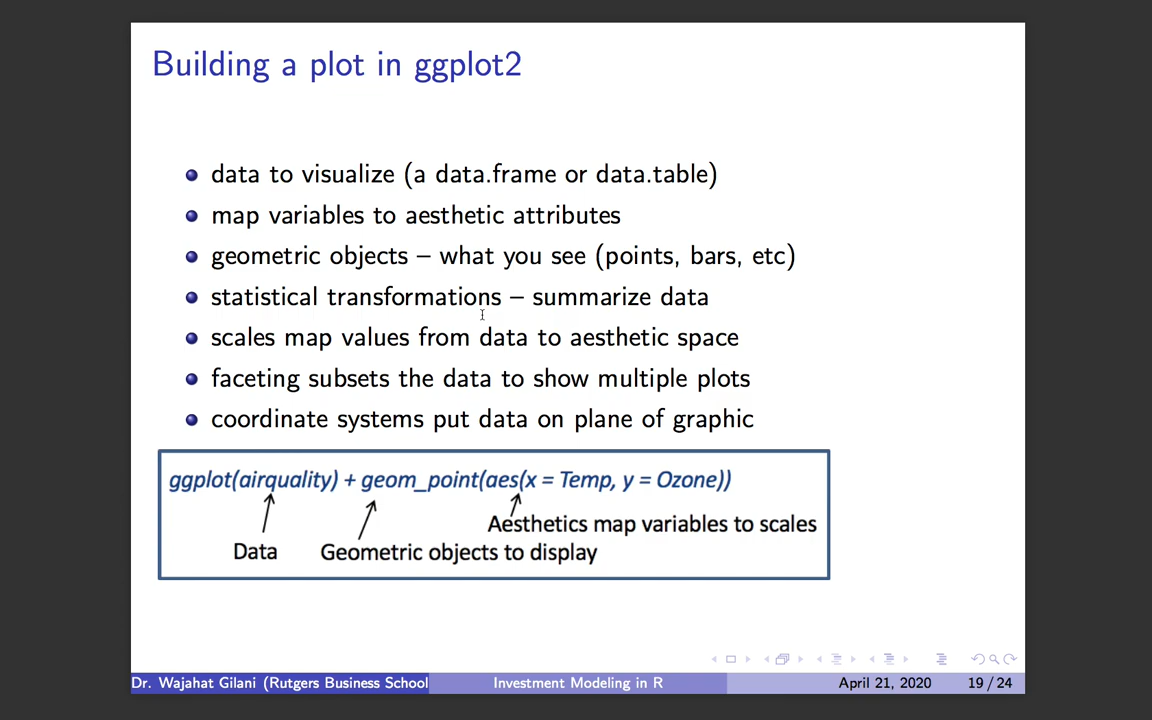 Building a plot in ggplot2
data to visualize (a data.frame or data.table)
map variables to aesthetic attributes
geometric objects – what you see (points, bars, etc)
statistical transformations – summarize data
scales map values from data to aesthetic space
faceting subsets the data to show multiple plots
coordinate systems put data on plane of graphic
ggplot(airquality) + geom_point(aes(x = Temp, y = Ozone))
Aesthetics map variables to scales
Data Geometric objects to display
Dr. Wajahat Gilani (Rutgers Business School Investment Modeling in R April 21, 2020 19 / 24